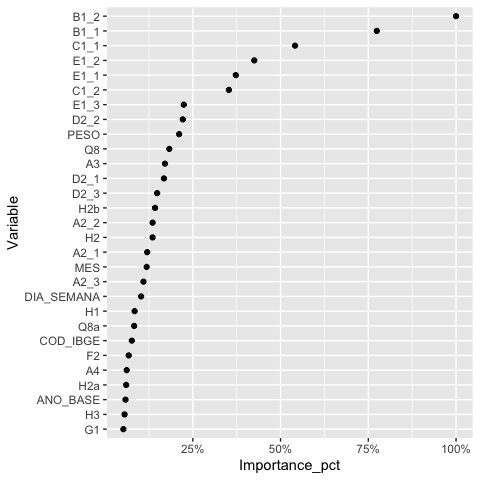 B1_2
B1_1
C1_1
E1_2
E1_1
C1_2
E1_3
D2_2
PESO
Q8
A3
D2_1
D2_3
H2b
A2_2
H2
A2_1
MES
A2_3
DIA_SEMANA
H1
Q8a
COD_IBGE
F2
A4
H2a
ANO_BASE
H3
G1
Variable
25% 50% 75% 100%
Importance_pct